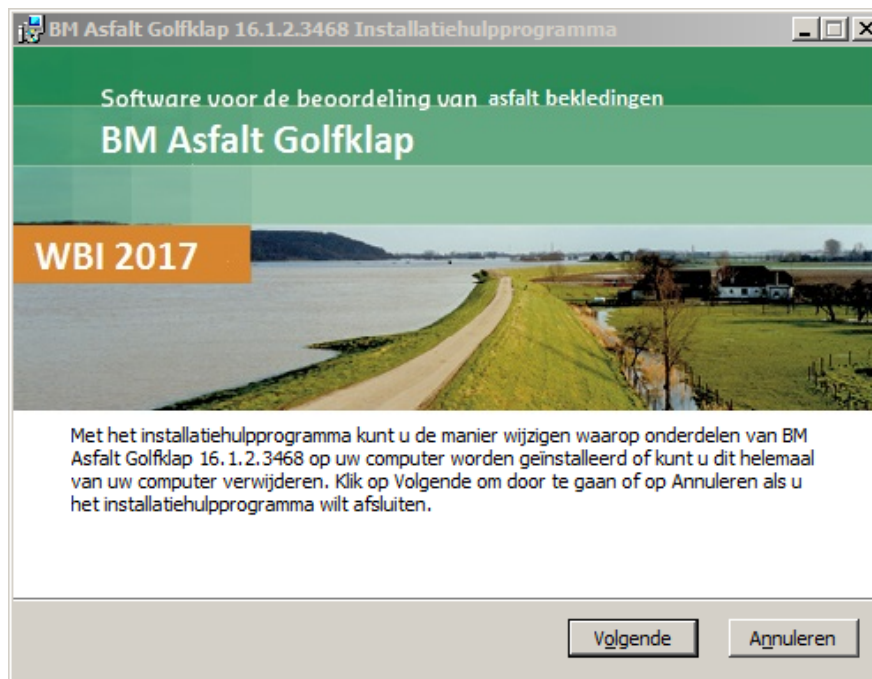 BM Asfalt Golfklap 16.1.2.3468 Installatiehulpprogramma
Software voor de beoordeling van asfalt bekledingen
BM Asfalt Golfklap
WBI 2017
Met het installatiehulpprogramma kunt u de manier wijzigen waarop onderdelen van BM
Asfalt Golfklap 16.1.2.3468 op uw computer worden geïnstalleerd of kunt u dit helemaal
van uw computer verwijderen. Klik op Volgende om door te gaan of op Annuleren als u
het installatiehulpprogramma wilt afsluiten.
Volgende Annuleren